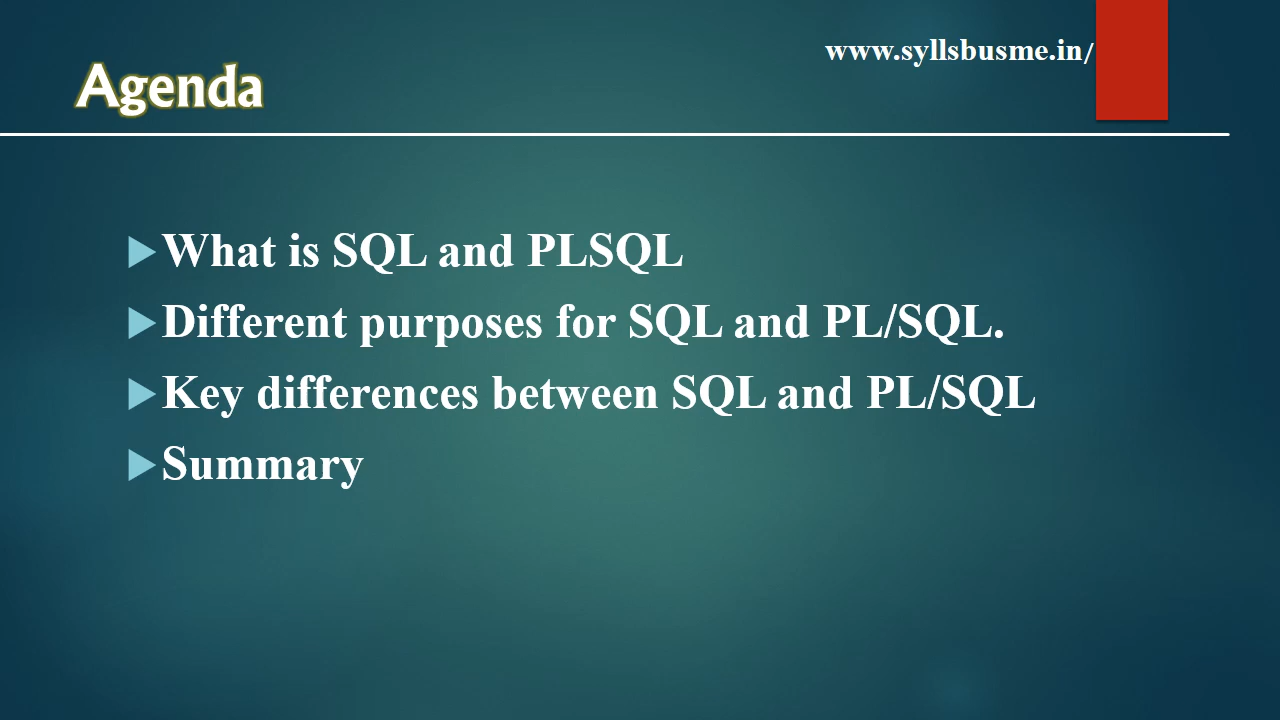 www.syllsbusme.in/
Agenda
What is SQL and PLSQL
Different purposes for SQL and PL/SQL.
Key differences between SQL and PL/SQL
Summary